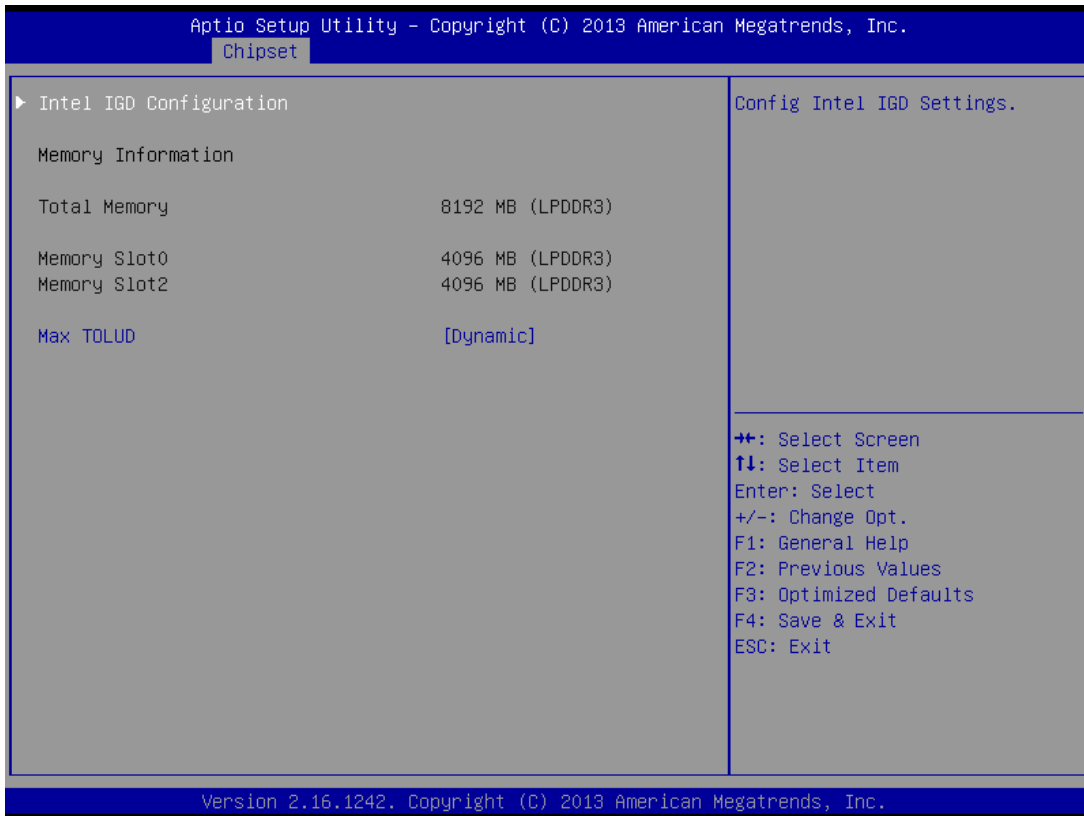 Aptio Setup Utility – Copyright (C) 2013 American Megatrends, Inc.
Chipset
▶ Intel IGD Configuration
Memory Information
Total Memory 8192 MB (LPDDR3)
Memory Slot0 4096 MB (LPDDR3)
Memory Slot2 4096 MB (LPDDR3)
Max TOLUD [Dynamic]
Config Intel IGD Settings.
→←: Select Screen
↑↓: Select Item
Enter: Select
+/-: Change Opt.
F1: General Help
F2: Previous Values
F3: Optimized Defaults
F4: Save & Exit
ESC: Exit
Version 2.16.1242. Copyright (C) 2013 American Megatrends, Inc.